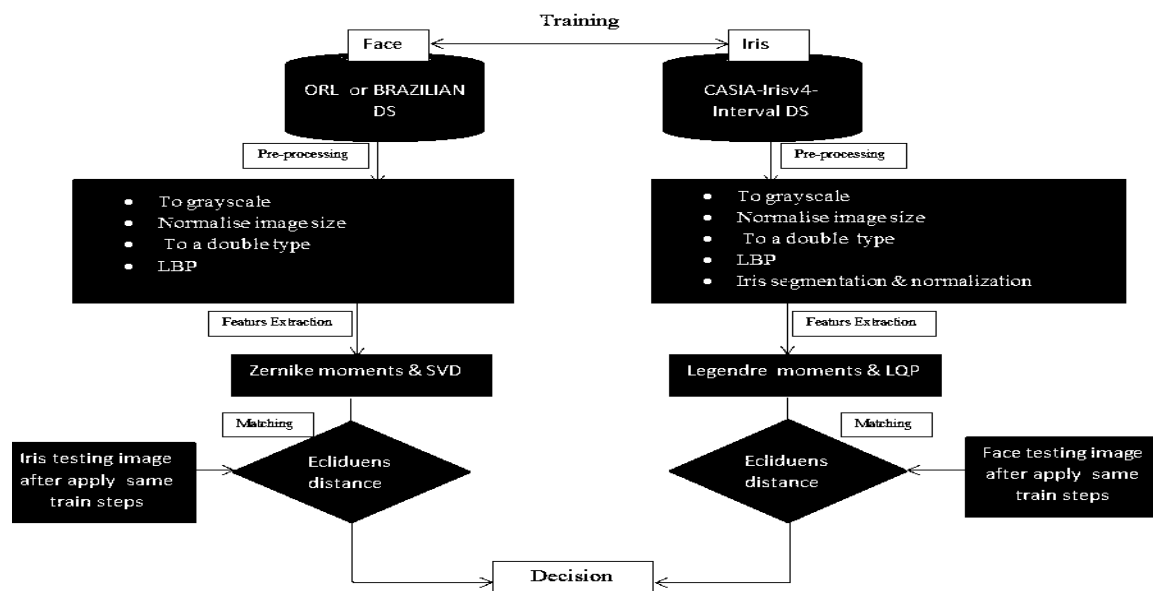 Training
Face
Iris
ORL or BRAZILIAN
DS
CASIA-Irisv4-
Interval DS
Pre-processing
Pre-processing
• To grayscale
• Normalise image size
• To a double type
• LBP
• To grayscale
• Normalise image size
• To a double type
• LBP
• Iris segmentation & normalization
Featurs Extraction
Featurs Extraction
Zernike moments & SVD
Legendre moments & LQP
Matching
Matching
Iris testing image
after apply same
train steps
Ecliduens
distance
Ecliduens
distance
Face testing image
after apply same
train steps
Decision